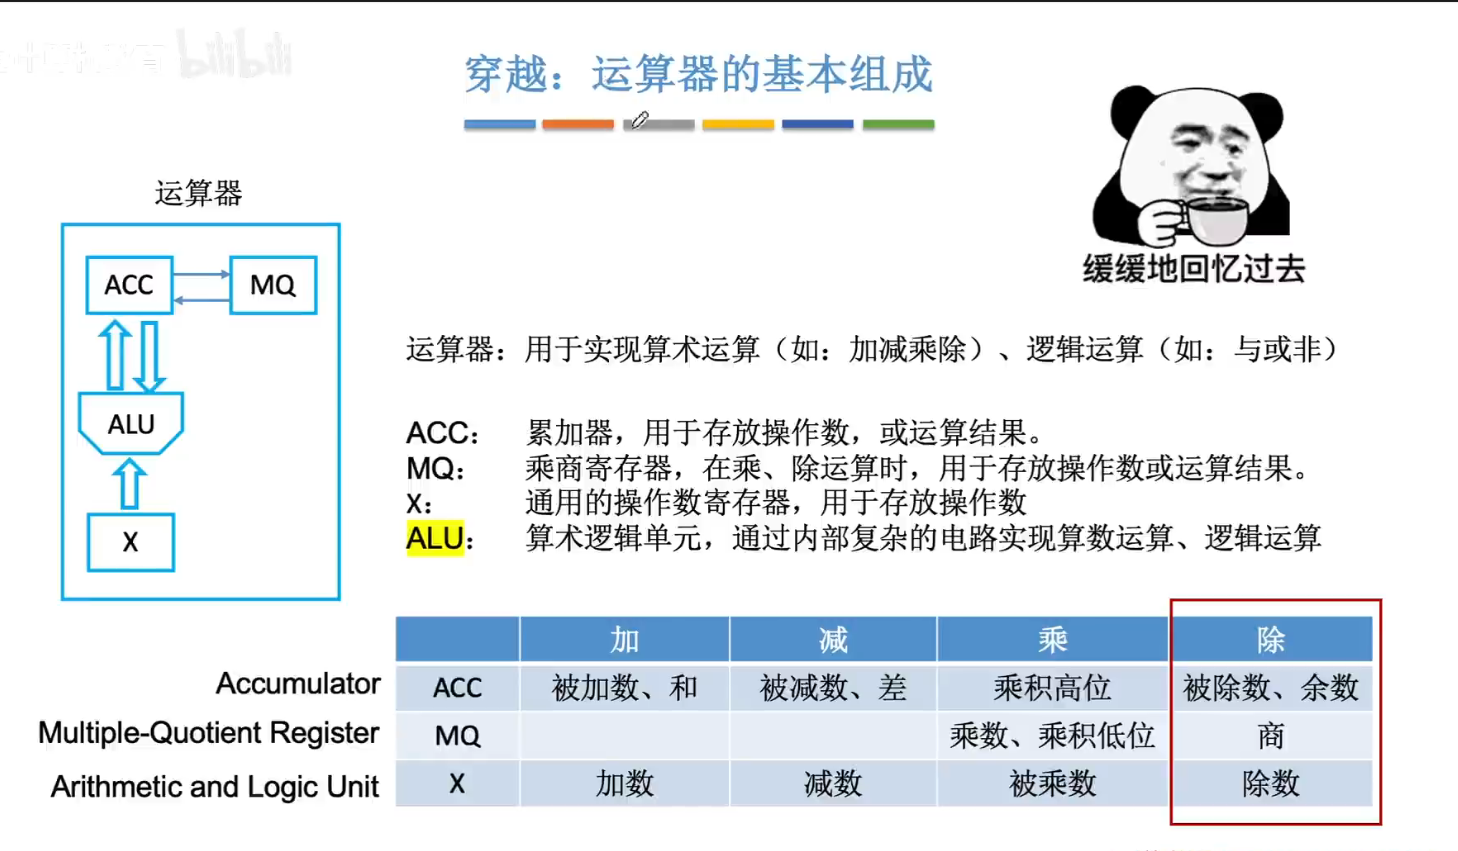 bilibili
穿越：运算器的基本组成
缓缓地回忆过去
运算器
ACC
MQ
ALU
X
运算器：用于实现算术运算（如：加减乘除）、逻辑运算（如：与或非）
ACC： 累加器，用于存放操作数，或运算结果。
MQ： 乘商寄存器，在乘、除运算时，用于存放操作数或运算结果。
X： 通用的操作数寄存器，用于存放操作数
ALU： 算术逻辑单元，通过内部复杂的电路实现算数运算、逻辑运算
加 减 乘 除
Accumulator ACC 被加数、和 被减数、差 乘积高位 被除数、余数
Multiple-Quotient Register MQ 乘数、乘积低位 商
Arithmetic and Logic Unit X 加数 减数 被乘数 除数